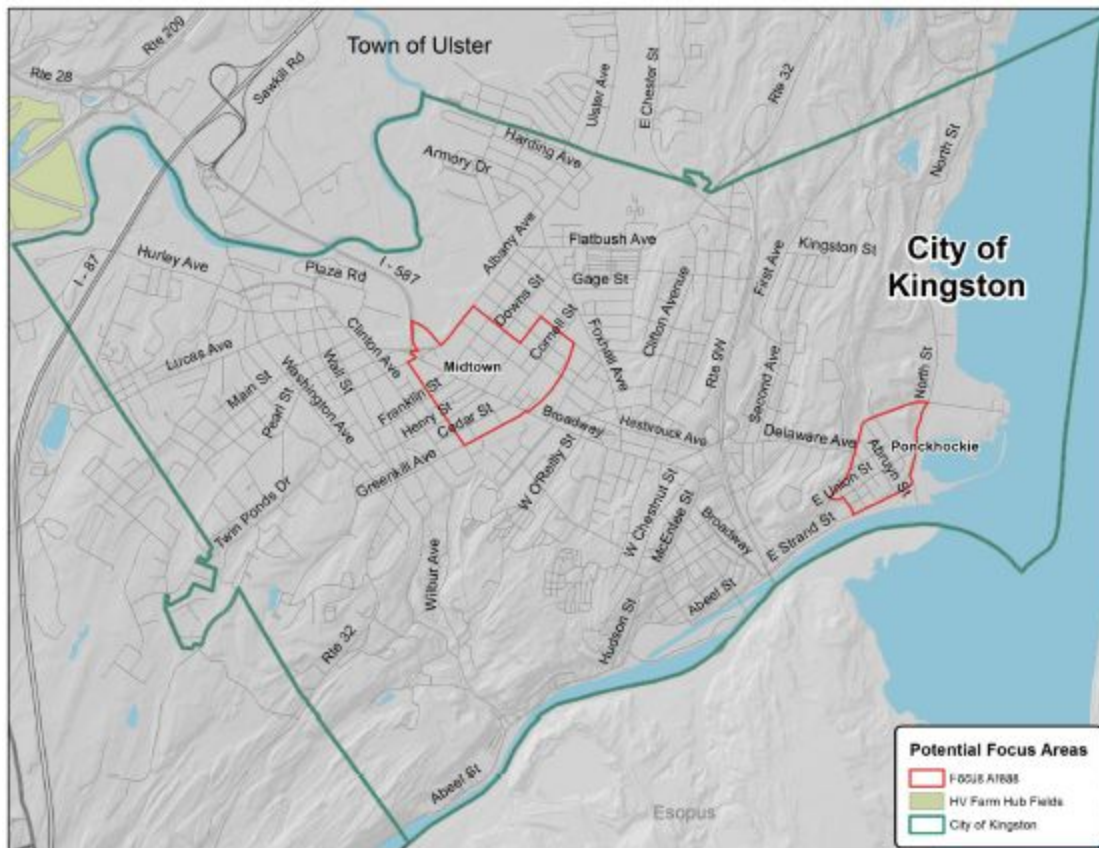 Rte 209
Rte 28
Sawkill Rd
Town of Ulster
Ulster Ave
E Chester St
Rte 32
North St
Harding Ave
Armory Dr
Albany Ave
Flatbush Ave
Gage St
Kingston St
City of
Kingston
Hurley Ave
I - 87
Plaza Rd
I - 587
Downs St
Cornell St
Foxhall Ave
Clifton Avenue
First Ave
Rte 9W
Second Ave
North St
Lucas Ave
Main St
Pearl St
Wall St
Washington Ave
Clinton Ave
Midtown
Franklin St
Henry St
Cedar St
Greenkill Ave
Broadway
Hasbrouck Ave
Delaware Ave
Ponckhockie
Abruyn St
E Union St
E Strand St
Twin Ponds Dr
W O'Reilly St
W Chestnut St
McEntee St
Broadway
Wilbur Ave
Abeel St
Hudson St
Rte 32
Abeel St
Esopus
Potential Focus Areas
Focus Areas
HV Farm Hub Fields
City of Kingston